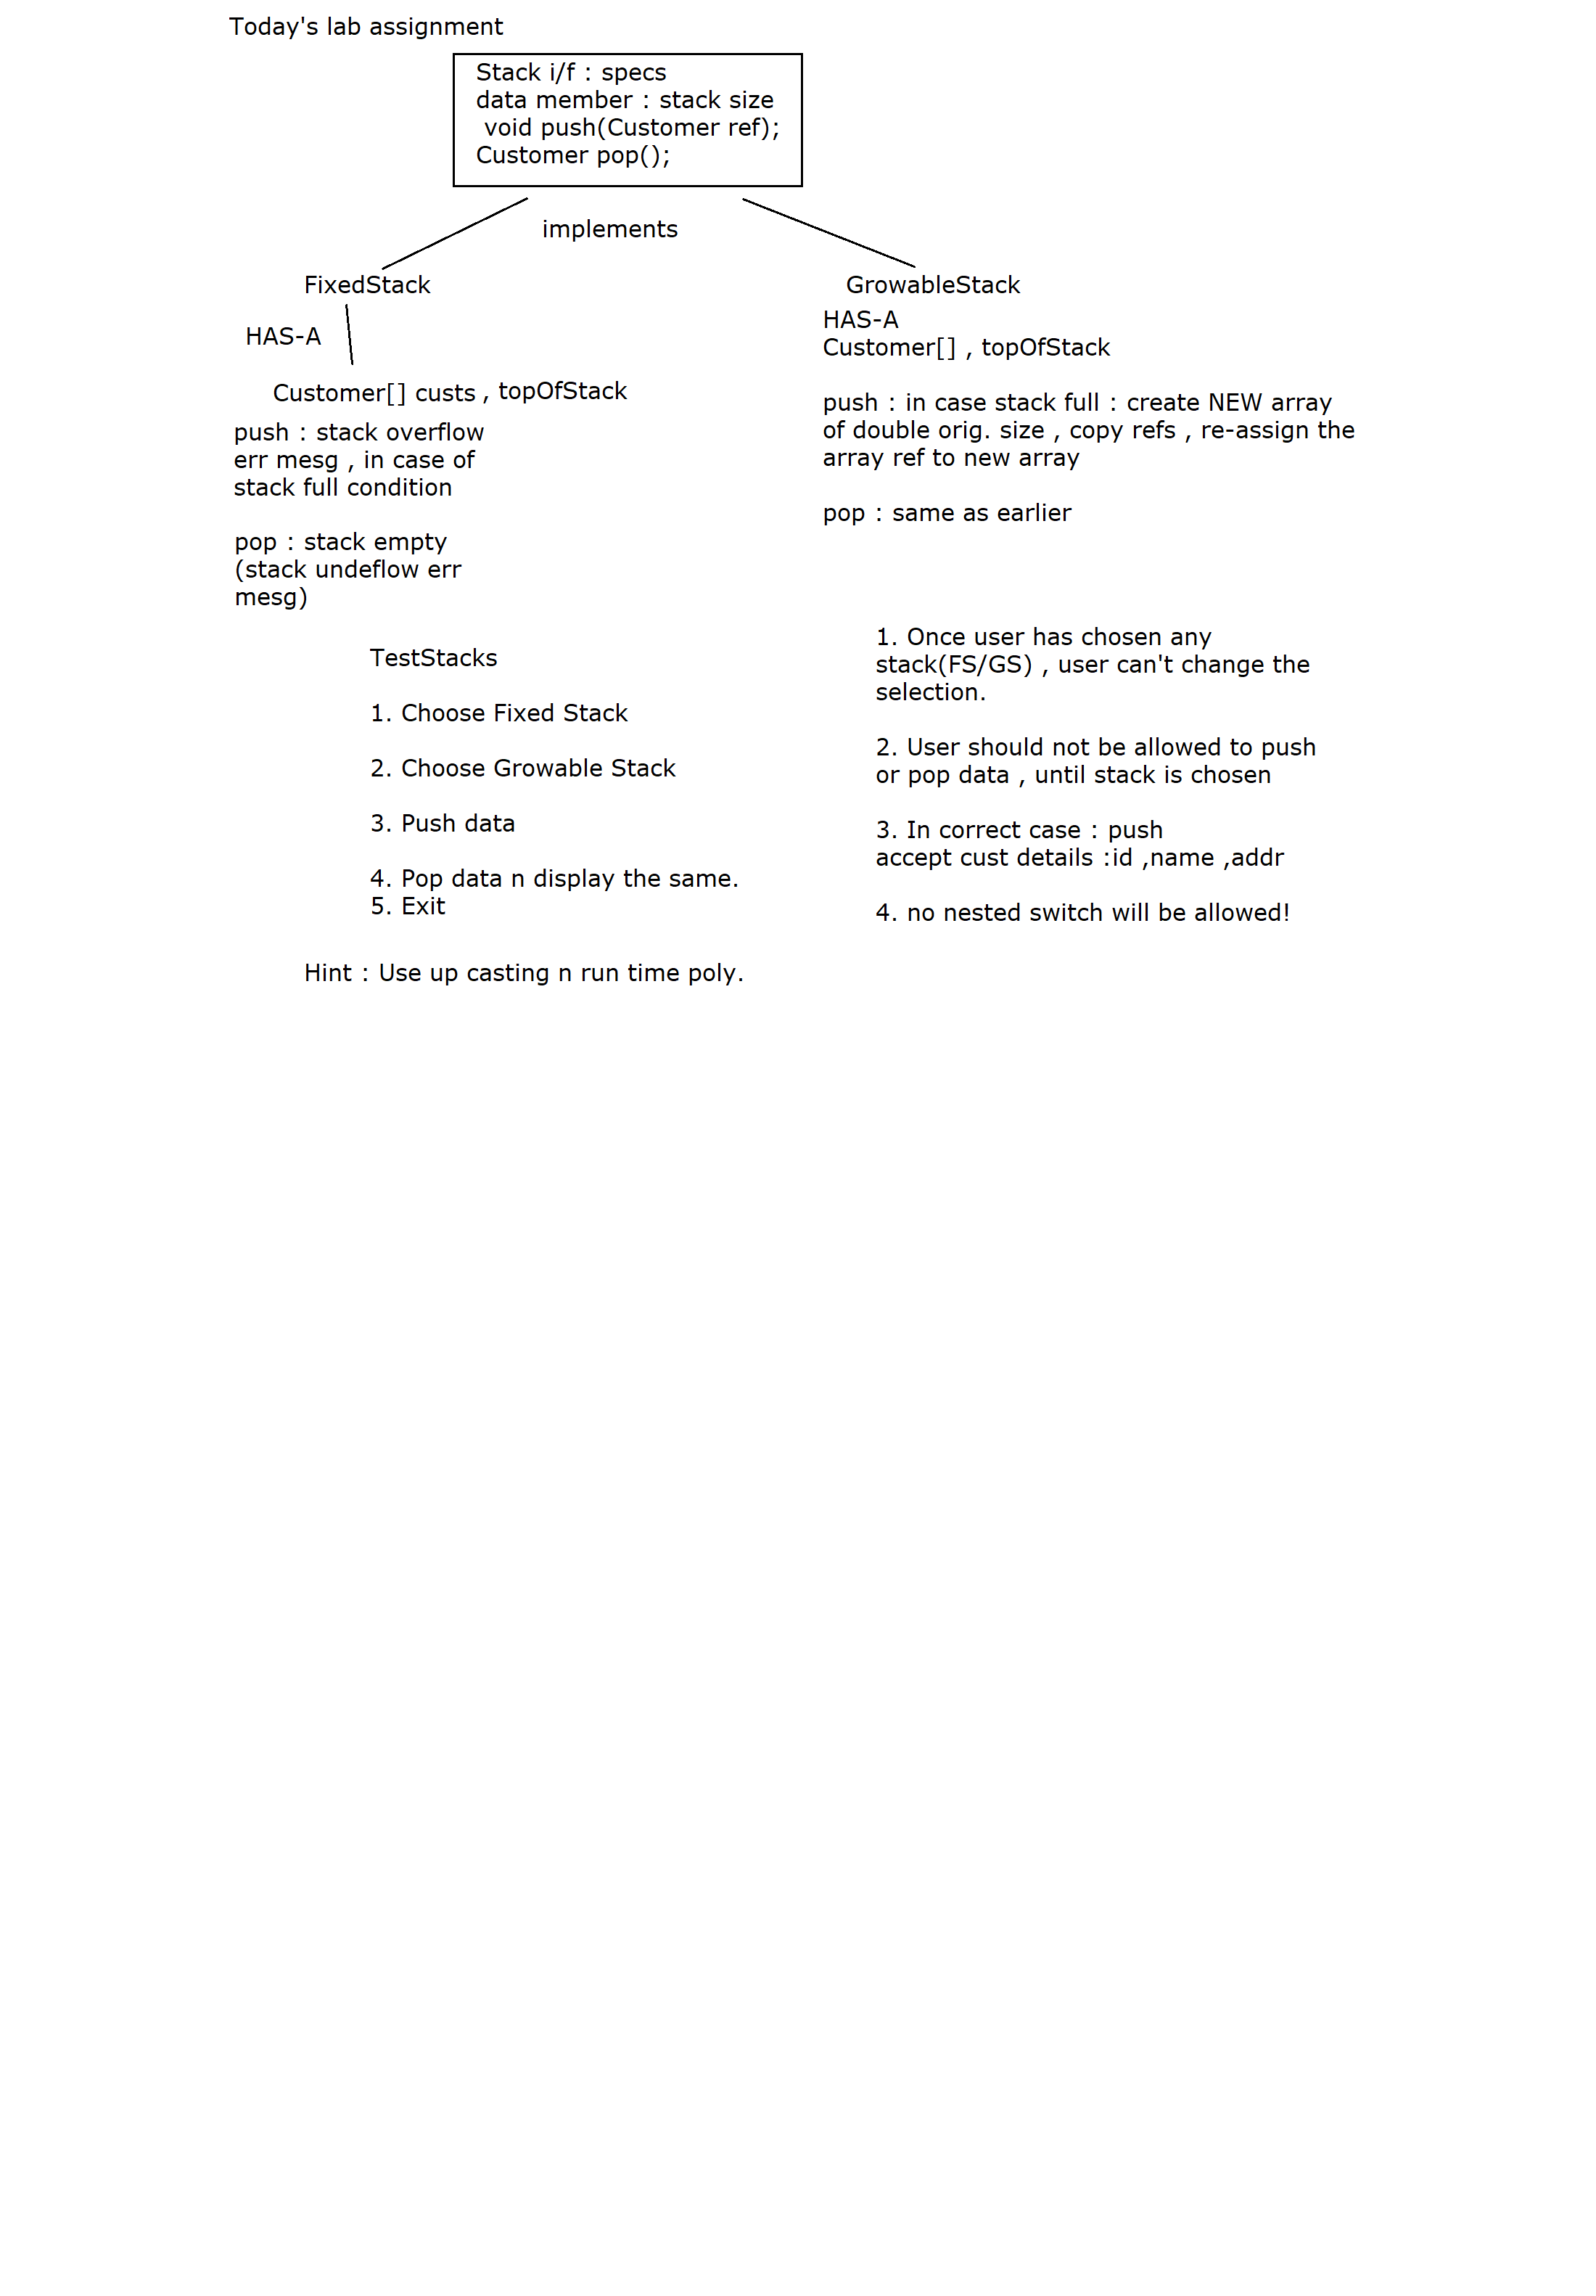 Today's lab assignment
Stack i/f : specs
data member : stack size
void push(Customer ref);
Customer pop();
implements
FixedStack
HAS-A
Customer[] custs , topOfStack
push : stack overflow
err mesg , in case of
stack full condition
pop : stack empty
(stack undeflow err
mesg)
GrowableStack
HAS-A
Customer[] , topOfStack
push : in case stack full : create NEW array
of double orig. size , copy refs , re-assign the
array ref to new array
pop : same as earlier
TestStacks
1. Choose Fixed Stack
2. Choose Growable Stack
3. Push data
4. Pop data n display the same.
5. Exit
1. Once user has chosen any
stack(FS/GS) , user can't change the
selection.
2. User should not be allowed to push
or pop data , until stack is chosen
3. In correct case : push
accept cust details :id ,name ,addr
4. no nested switch will be allowed!
Hint : Use up casting n run time poly.